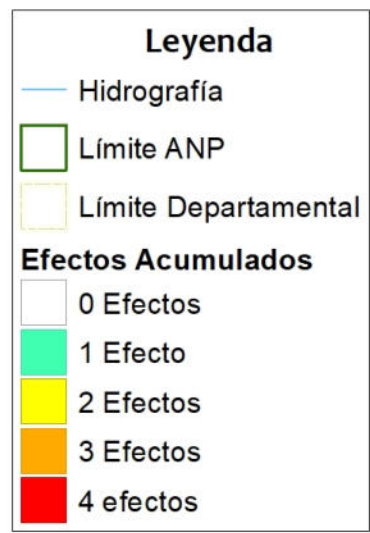 Leyenda
Hidrografía
Límite ANP
Límite Departamental
Efectos Acumulados
0 Efectos
1 Efecto
2 Efectos
3 Efectos
4 efectos